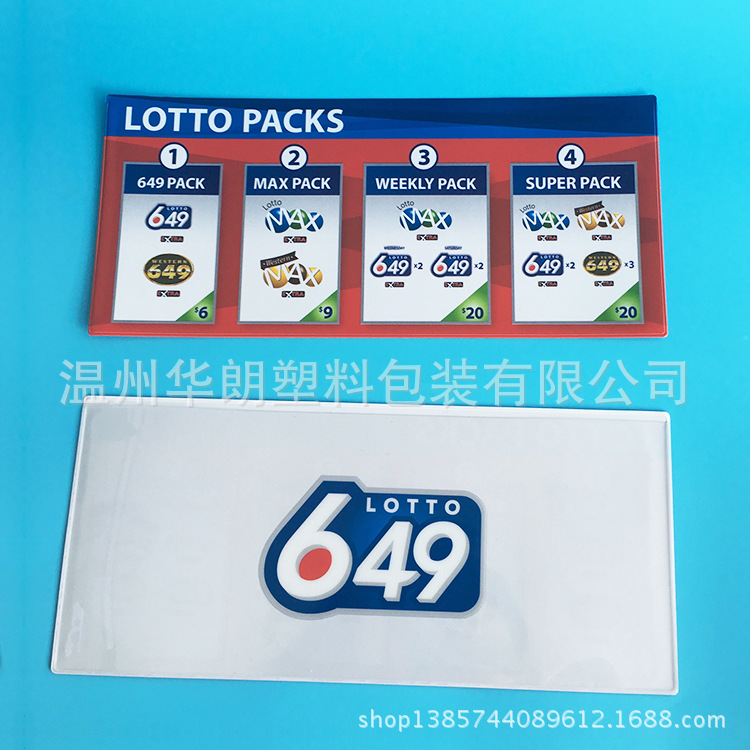 LOTTO PACKS
1 2 3 4
649 PACK MAX PACK WEEKLY PACK SUPER PACK
LOTTO 649 EXTRA
WESTERN 649 EXTRA
$6
Lotto MAX EXTRA
Western MAX EXTRA
$9
Lotto MAX EXTRA
WEDNESDAY 649 ×2 EXTRA
SATURDAY 649 ×2 EXTRA
$20
Lotto MAX EXTRA
Western MAX EXTRA
LOTTO 649 ×2 EXTRA
WESTERN 649 ×3 EXTRA
$20
温州华朗塑料包装有限公司
LOTTO
649
shop1385744089612.1688.com